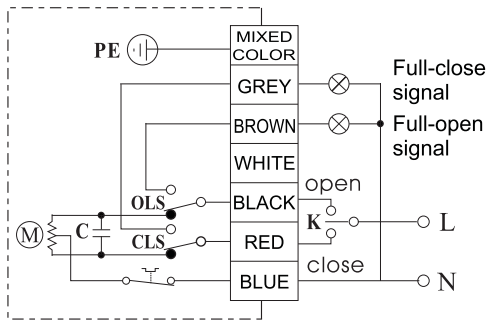 MIXED
COLOR
PE
GREY
Full-close
signal
BROWN
Full-open
signal
WHITE
open
OLS
BLACK
K
L
M
C
CLS
RED
close
BLUE
N